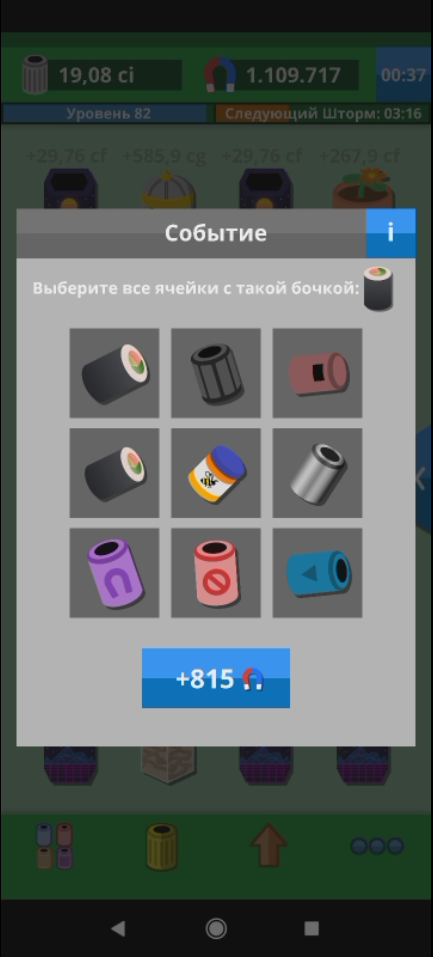 19,08 ci
1.109.717
00:37
Уровень 82
Следующий Шторм: 03:16
+29,76 cf
+585,9 cg
+29,76 cf
+267,9 cf
Событие
i
Выберите все ячейки с такой бочкой:
+815